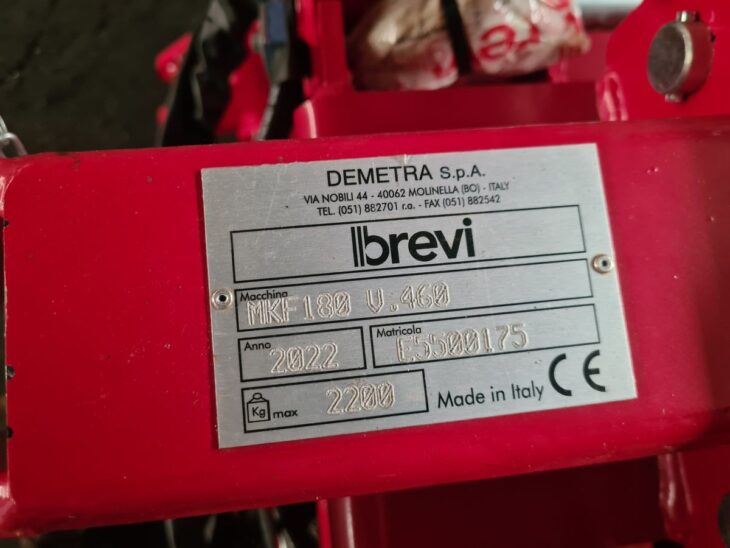 DEMETRA S.p.A.
VIA NOBILI 44 - 40062 MOLINELLA (BO) - ITALY
TEL. (051) 882701 r.a. - FAX (051) 882542
brevi
Macchina
MKF180 V.460
Anno
2022
Matricola
E5500175
Kg max 2200
Made in Italy CE